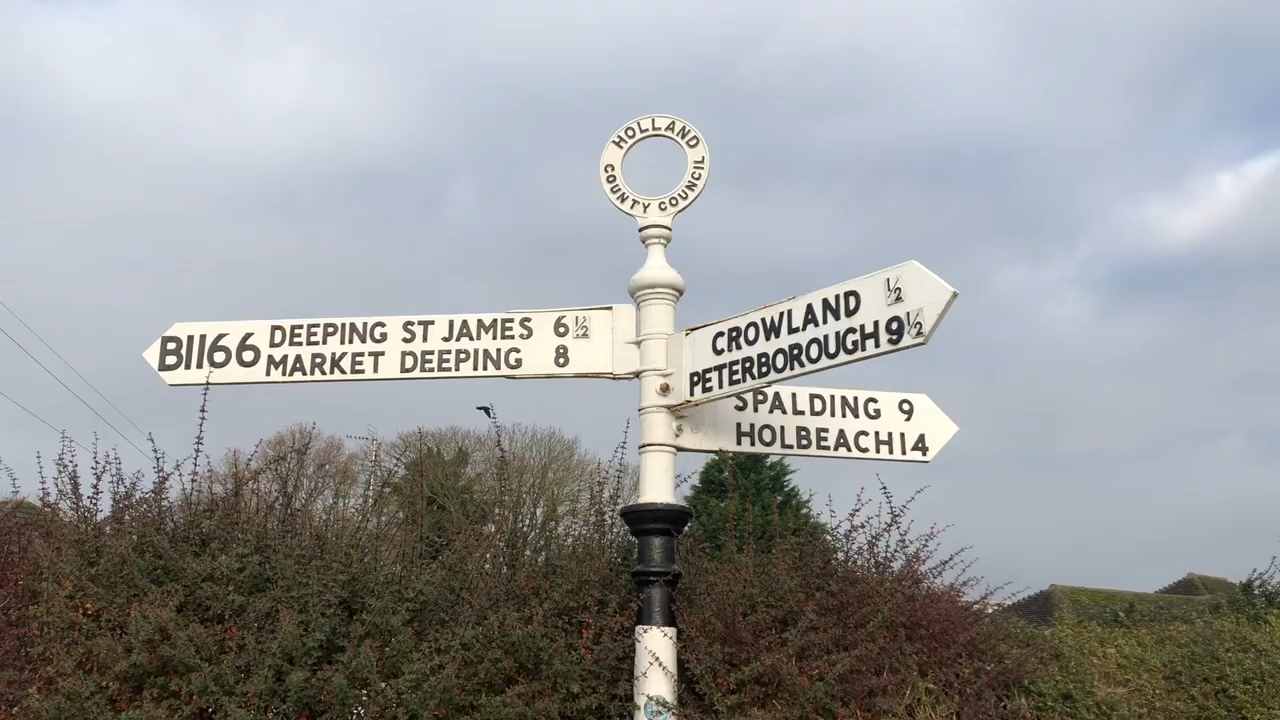 HOLLAND
COUNTY COUNCIL
B1166
DEEPING ST JAMES 6½
MARKET DEEPING 8
CROWLAND ½
PETERBOROUGH 9½
SPALDING 9
HOLBEACH 14